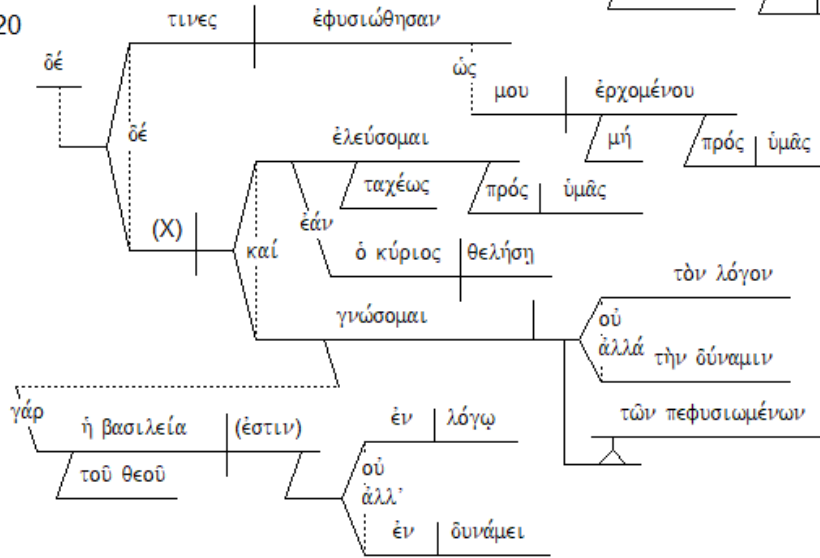 20
τινες ἐφυσιώθησαν
δέ
ὡς
μου ἐρχομένου
δέ
μή
πρός ὑμᾶς
ἐλεύσομαι
ταχέως
πρός ὑμᾶς
(X)
καί
ἐάν
ὁ κύριος θελήσῃ
τὸν λόγον
γνώσομαι
οὐ
ἀλλά
τὴν δύναμιν
γάρ
τῶν πεφυσιωμένων
ἡ βασιλεία (ἐστιν)
ἐν λόγῳ
τοῦ θεοῦ
οὐ
ἀλλ’
ἐν δυνάμει